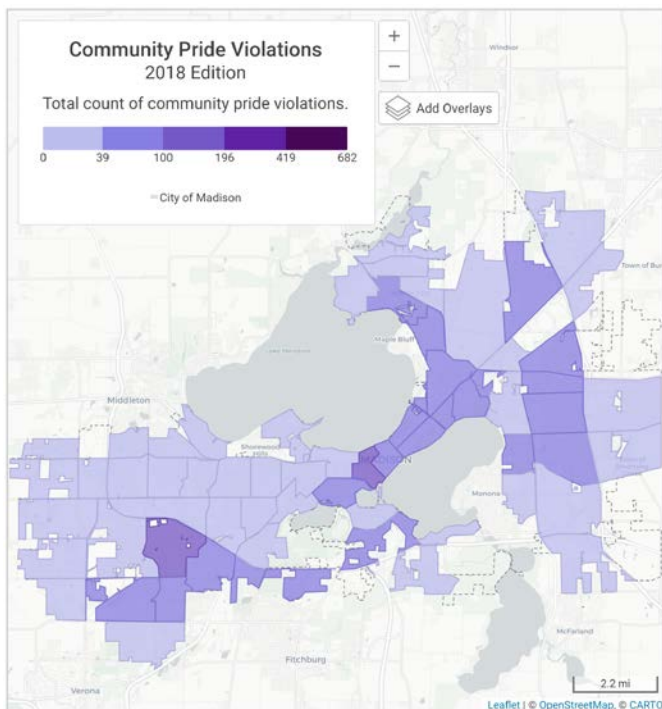 Community Pride Violations
2018 Edition
Total count of community pride violations.
0 39 100 196 419 682
City of Madison
+
−
Add Overlays
Windsor
Maple Bluff
Middleton
Shorewood
Hills
Monona
McFarland
Fitchburg
Verona
2.2 mi
Leaflet | © OpenStreetMap, © CARTO